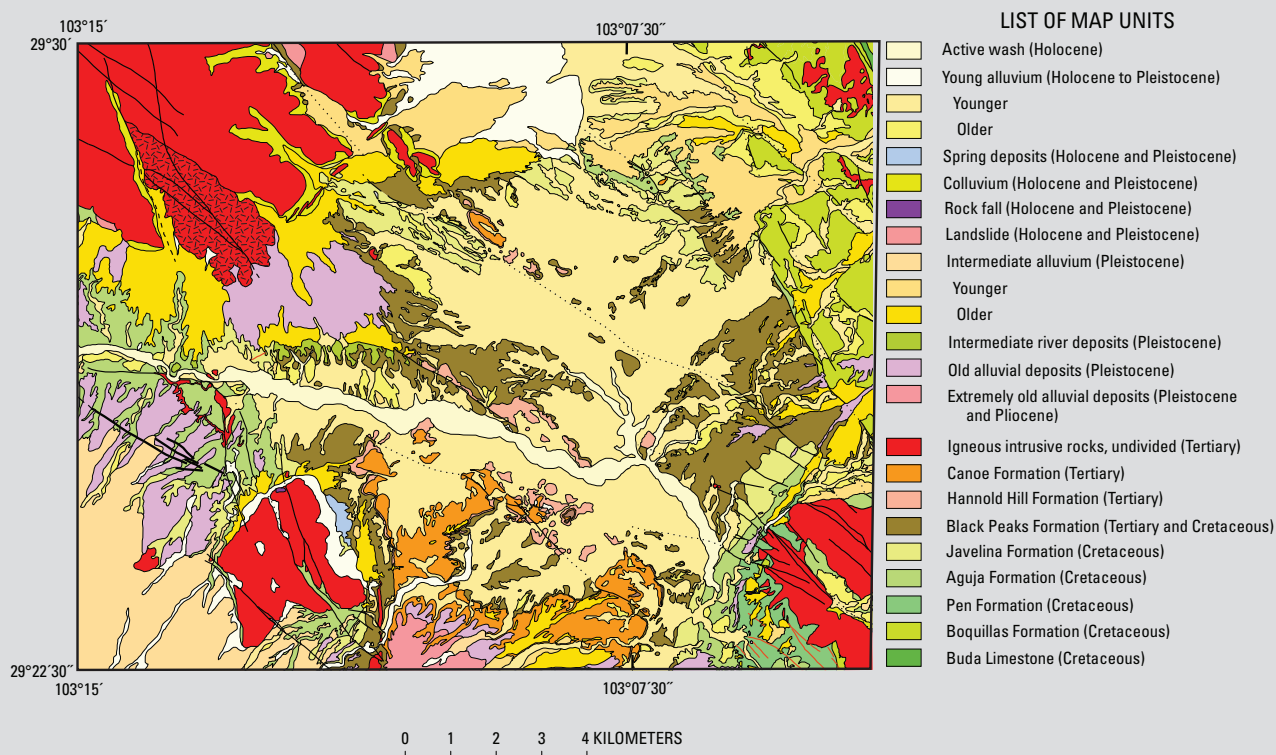 103°15´
103°07´30˝
29°30´
29°22´30˝
103°15´
103°07´30˝
0 1 2 3 4 KILOMETERS
LIST OF MAP UNITS
Active wash (Holocene)
Young alluvium (Holocene to Pleistocene)
Younger
Older
Spring deposits (Holocene and Pleistocene)
Colluvium (Holocene and Pleistocene)
Rock fall (Holocene and Pleistocene)
Landslide (Holocene and Pleistocene)
Intermediate alluvium (Pleistocene)
Younger
Older
Intermediate river deposits (Pleistocene)
Old alluvial deposits (Pleistocene)
Extremely old alluvial deposits (Pleistocene
and Pliocene)
Igneous intrusive rocks, undivided (Tertiary)
Canoe Formation (Tertiary)
Hannold Hill Formation (Tertiary)
Black Peaks Formation (Tertiary and Cretaceous)
Javelina Formation (Cretaceous)
Aguja Formation (Cretaceous)
Pen Formation (Cretaceous)
Boquillas Formation (Cretaceous)
Buda Limestone (Cretaceous)